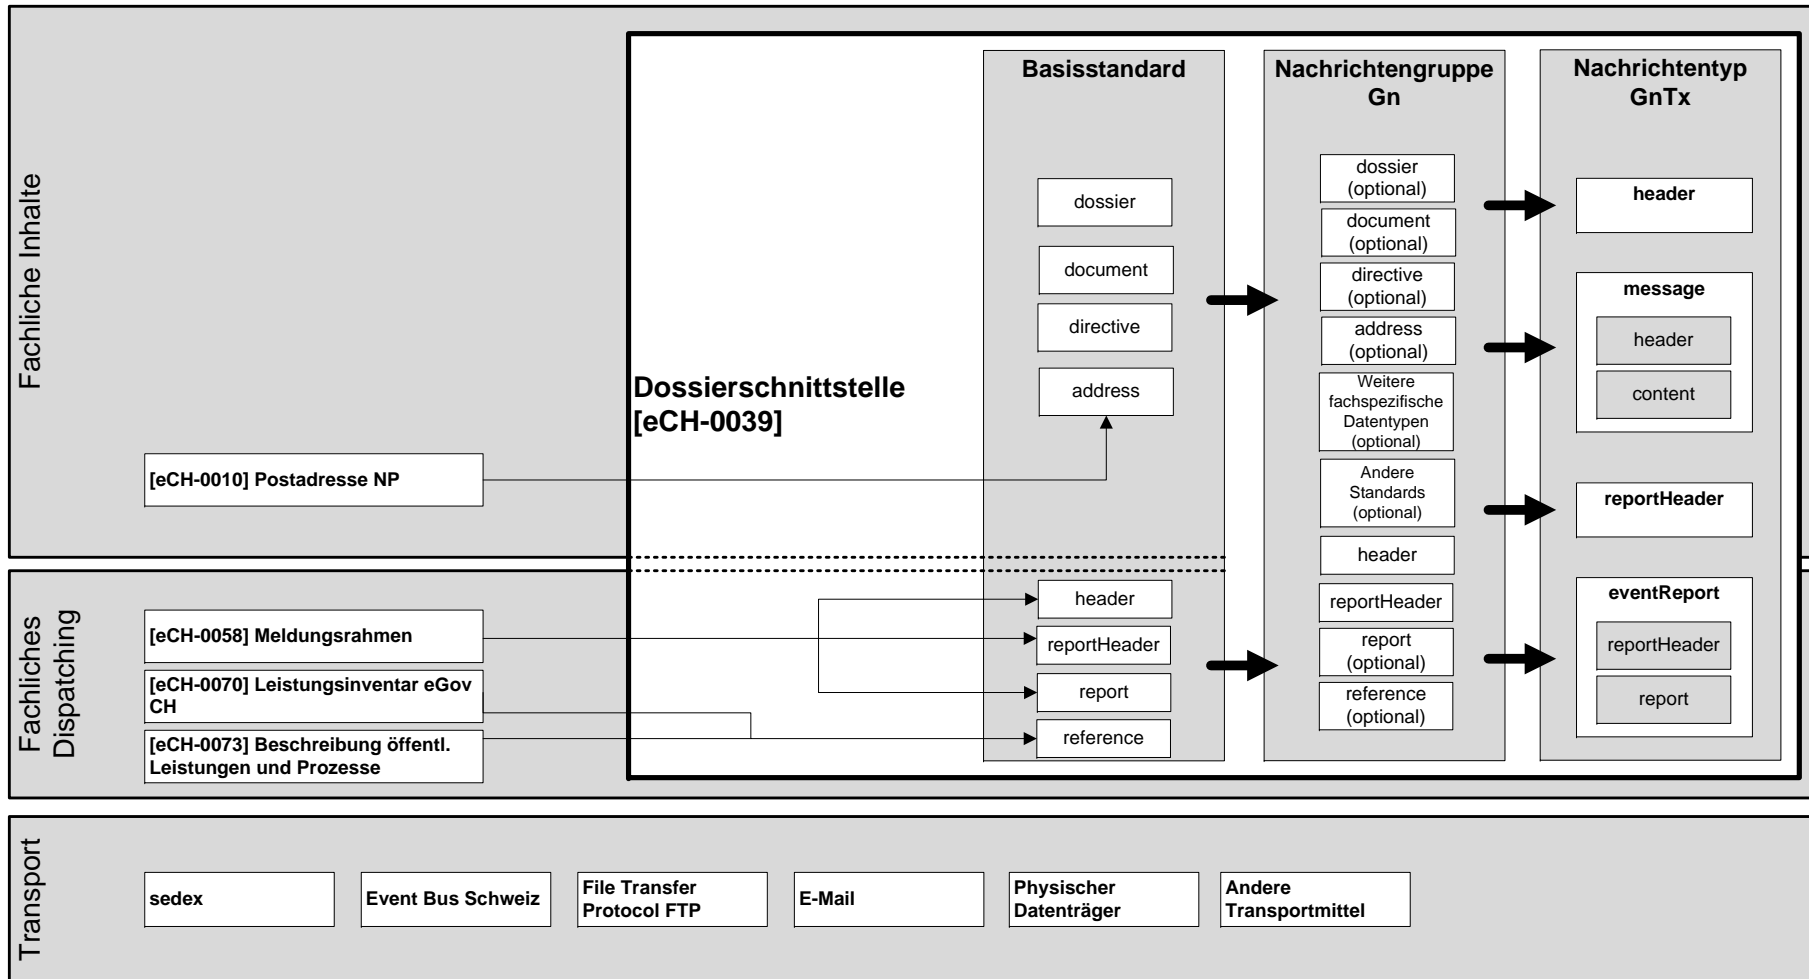 Fachliche Inhalte
Dossierschnittstelle
[eCH-0039]
[eCH-0010] Postadresse NP
Basisstandard
dossier
document
directive
address
Nachrichtengruppe
Gn
dossier
(optional)
document
(optional)
directive
(optional)
address
(optional)
Weitere
fachspezifische
Datentypen
(optional)
Andere
Standards
(optional)
header
reportHeader
report
(optional)
reference
(optional)
Nachrichtentyp
GnTx
header
message
header
content
reportHeader
eventReport
reportHeader
report
Fachliches
Dispatching
[eCH-0058] Meldungsrahmen
[eCH-0070] Leistungsinventar eGov
CH
[eCH-0073] Beschreibung öffentl.
Leistungen und Prozesse
header
reportHeader
report
reference
Transport
sedex
Event Bus Schweiz
File Transfer
Protocol FTP
E-Mail
Physischer
Datenträger
Andere
Transportmittel